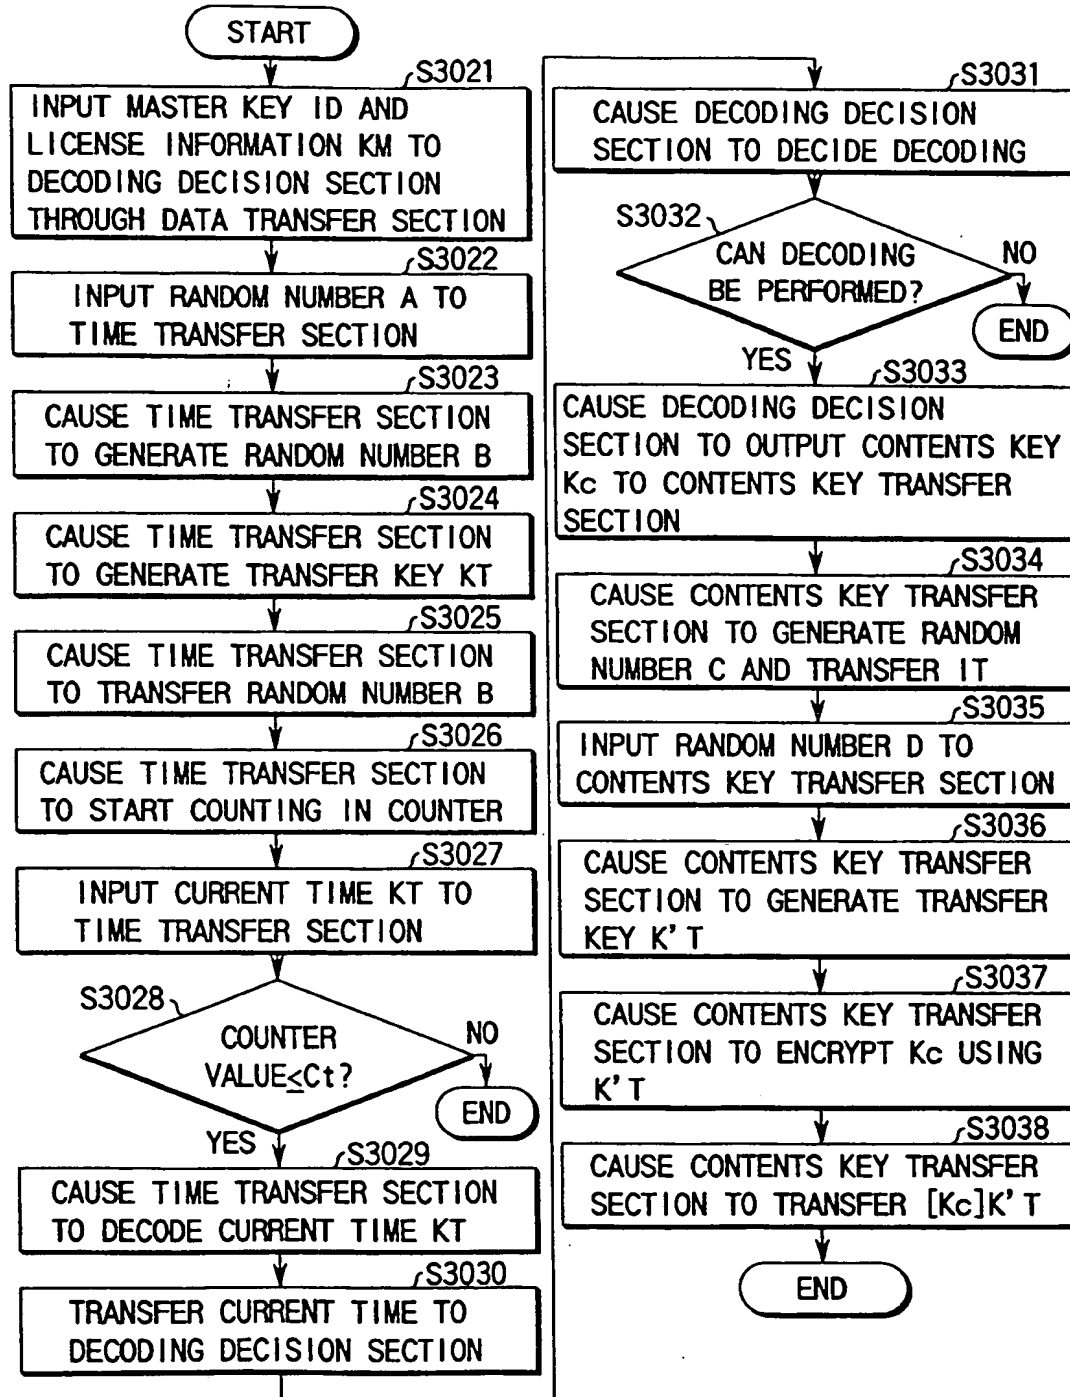 START
S3021
INPUT MASTER KEY ID AND
LICENSE INFORMATION KM TO
DECODING DECISION SECTION
THROUGH DATA TRANSFER SECTION
S3022
INPUT RANDOM NUMBER A TO
TIME TRANSFER SECTION
S3023
CAUSE TIME TRANSFER SECTION
TO GENERATE RANDOM NUMBER B
S3024
CAUSE TIME TRANSFER SECTION
TO GENERATE TRANSFER KEY KT
S3025
CAUSE TIME TRANSFER SECTION
TO TRANSFER RANDOM NUMBER B
S3026
CAUSE TIME TRANSFER SECTION
TO START COUNTING IN COUNTER
S3027
INPUT CURRENT TIME KT TO
TIME TRANSFER SECTION
S3028
COUNTER
VALUE≤Ct?
NO
END
YES
S3029
CAUSE TIME TRANSFER SECTION
TO DECODE CURRENT TIME KT
S3030
TRANSFER CURRENT TIME TO
DECODING DECISION SECTION
S3031
CAUSE DECODING DECISION
SECTION TO DECIDE DECODING
S3032
CAN DECODING
BE PERFORMED?
NO
END
YES
S3033
CAUSE DECODING DECISION
SECTION TO OUTPUT CONTENTS KEY
Kc TO CONTENTS KEY TRANSFER
SECTION
S3034
CAUSE CONTENTS KEY TRANSFER
SECTION TO GENERATE RANDOM
NUMBER C AND TRANSFER IT
S3035
INPUT RANDOM NUMBER D TO
CONTENTS KEY TRANSFER SECTION
S3036
CAUSE CONTENTS KEY TRANSFER
SECTION TO GENERATE TRANSFER
KEY K'T
S3037
CAUSE CONTENTS KEY TRANSFER
SECTION TO ENCRYPT Kc USING
K'T
S3038
CAUSE CONTENTS KEY TRANSFER
SECTION TO TRANSFER [Kc]K'T
END